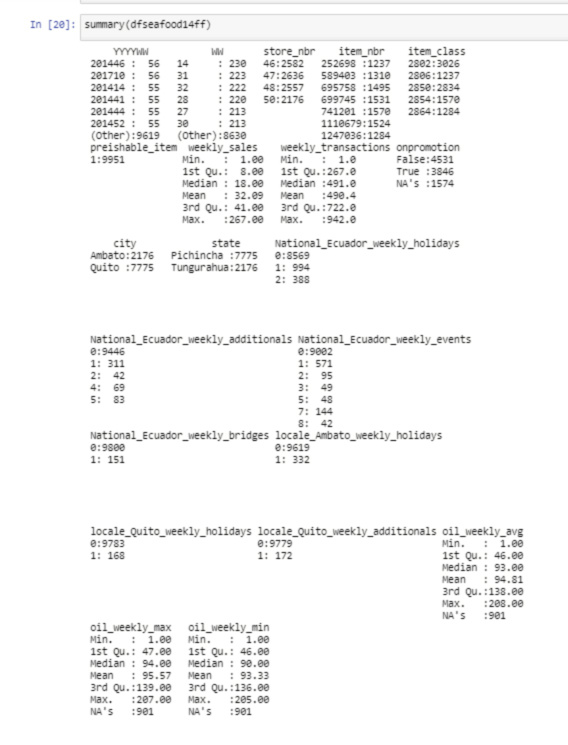 In [20]: summary(dfseafood14ff)
YYYYWW WW store_nbr item_nbr item_class
201446 : 56 14 : 230 46:2582 252698 :1237 2802:3026
201710 : 56 31 : 223 47:2636 589403 :1310 2806:1237
201414 : 55 32 : 222 48:2557 695758 :1495 2850:2834
201441 : 55 28 : 220 50:2176 699745 :1531 2854:1570
201444 : 55 27 : 213 741201 :1570 2864:1284
201452 : 55 30 : 213 1110679:1524
(Other):9619 (Other):8630 1247036:1284
preishable_item weekly_sales weekly_transactions onpromotion
1:9951 Min. : 1.00 Min. : 1.0 False:4531
1st Qu.: 8.00 1st Qu.:267.0 True :3846
Median : 18.00 Median :491.0 NA's :1574
Mean : 32.09 Mean :490.4
3rd Qu.: 41.00 3rd Qu.:722.0
Max. :267.00 Max. :942.0
city state National_Ecuador_weekly_holidays
Ambato:2176 Pichincha :7775 0:8569
Quito :7775 Tungurahua:2176 1: 994
2: 388
National_Ecuador_weekly_additionals National_Ecuador_weekly_events
0:9446 0:9002
1: 311 1: 571
2: 42 2: 95
4: 69 3: 49
5: 83 5: 48
7: 144
8: 42
National_Ecuador_weekly_bridges locale_Ambato_weekly_holidays
0:9800 0:9619
1: 151 1: 332
locale_Quito_weekly_holidays locale_Quito_weekly_additionals oil_weekly_avg
0:9783 0:9779 Min. : 1.00
1: 168 1: 172 1st Qu.: 46.00
Median : 93.00
Mean : 94.81
3rd Qu.:138.00
Max. :208.00
NA's :901
oil_weekly_max oil_weekly_min
Min. : 1.00 Min. : 1.00
1st Qu.: 47.00 1st Qu.: 46.00
Median : 94.00 Median : 90.00
Mean : 95.57 Mean : 93.33
3rd Qu.:139.00 3rd Qu.:136.00
Max. :207.00 Max. :205.00
NA's :901 NA's :901